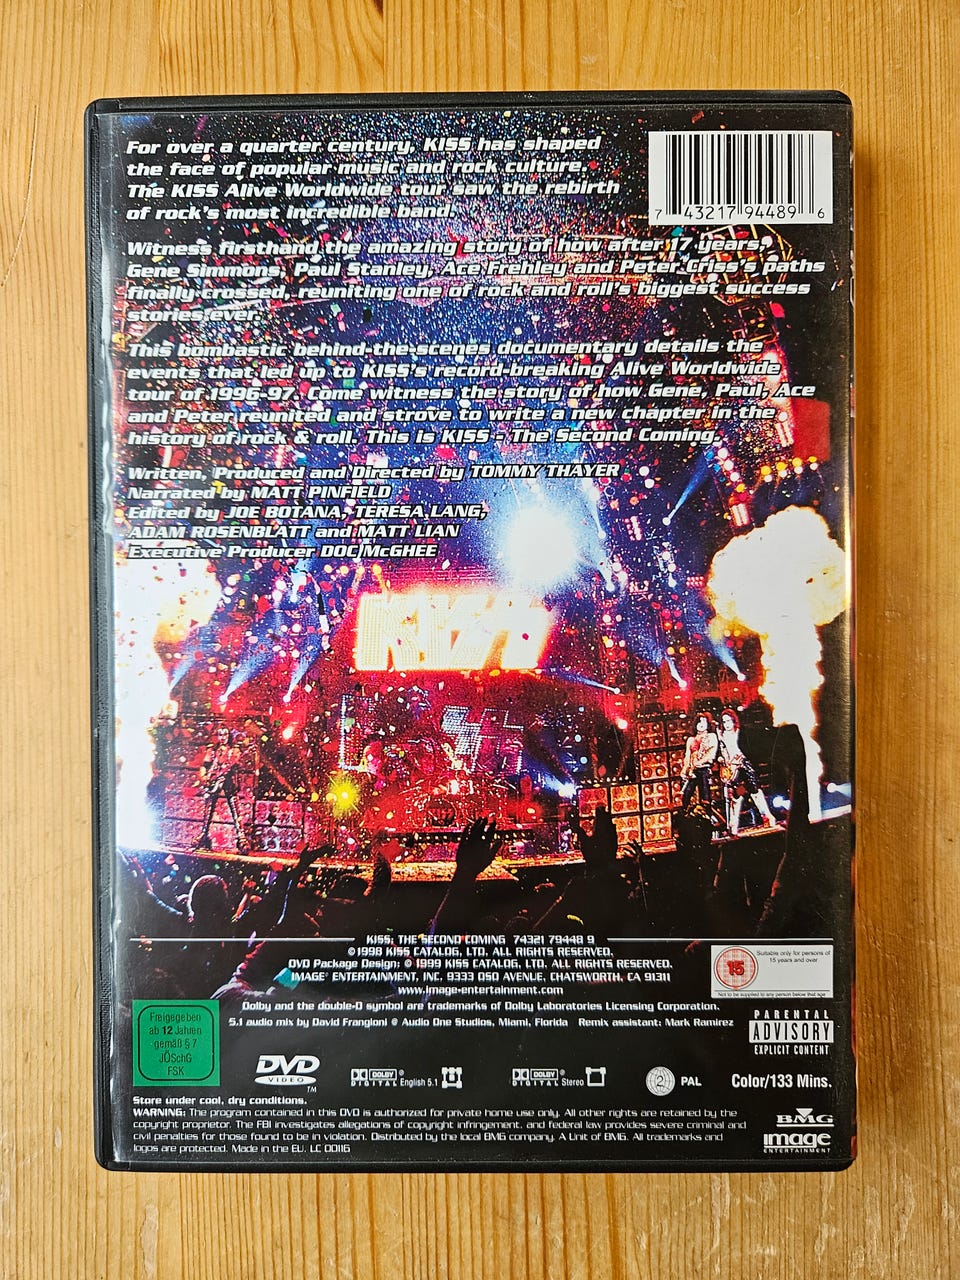 For over a quarter century, KISS has shaped
the face of popular music and rock culture.
The KISS Alive Worldwide tour saw the rebirth
of rock's most incredible band.
7 43217 94489 6
Witness firsthand the amazing story of how after 17 years,
Gene Simmons, Paul Stanley, Ace Frehley and Peter Criss's paths
finally crossed, reuniting one of rock and roll's biggest success
stories ever.
This bombastic behind-the-scenes documentary details the
events that led up to KISS's record-breaking Alive Worldwide
tour of 1996-97. Come witness the story of how Gene, Paul, Ace
and Peter reunited and strove to write a new chapter in the
history of rock & roll. This is KISS - The Second Coming.
Written, Produced and Directed by TOMMY THAYER
Narrated by MATT PINFIELD
Edited by JOE BOTANA, TERESA LANG,
ADAM ROSENBLATT and MATT LIAN
Executive Producer DOC McGHEE
KISS
KISS: THE SECOND COMING 74321 79448 9
©1998 KISS CATALOG, LTD. ALL RIGHTS RESERVED.
DVD Package Design: © 1999 KISS CATALOG, LTD. ALL RIGHTS RESERVED.
IMAGE® ENTERTAINMENT, INC. 9333 OSO AVENUE, CHATSWORTH, CA 91311
www.image-entertainment.com
15
Suitable only for persons of
15 years and over
Not to be supplied to any person below that age
Dolby and the double-D symbol are trademarks of Dolby Laboratories Licensing Corporation.
5.1 audio mix by David Frangioni @ Audio One Studios, Miami, Florida Remix assistant: Mark Ramirez
PARENTAL
ADVISORY
EXPLICIT CONTENT
Freigegeben
ab 12 Jahren
gemäß § 7
JÖSchG
FSK
DVD
VIDEO
TM
DOLBY
DIGITAL English 5.1
DOLBY
DIGITAL Stereo
2 PAL
Color/133 Mins.
Store under cool, dry conditions.
WARNING: The program contained in this DVD is authorized for private home use only. All other rights are retained by the
copyright proprietor. The FBI investigates allegations of copyright infringement, and federal law provides severe criminal and
civil penalties for those found to be in violation. Distributed by the local BMG company. A Unit of BMG. All trademarks and
logos are protected. Made in the EU. LC 00116
BMG
image
ENTERTAINMENT